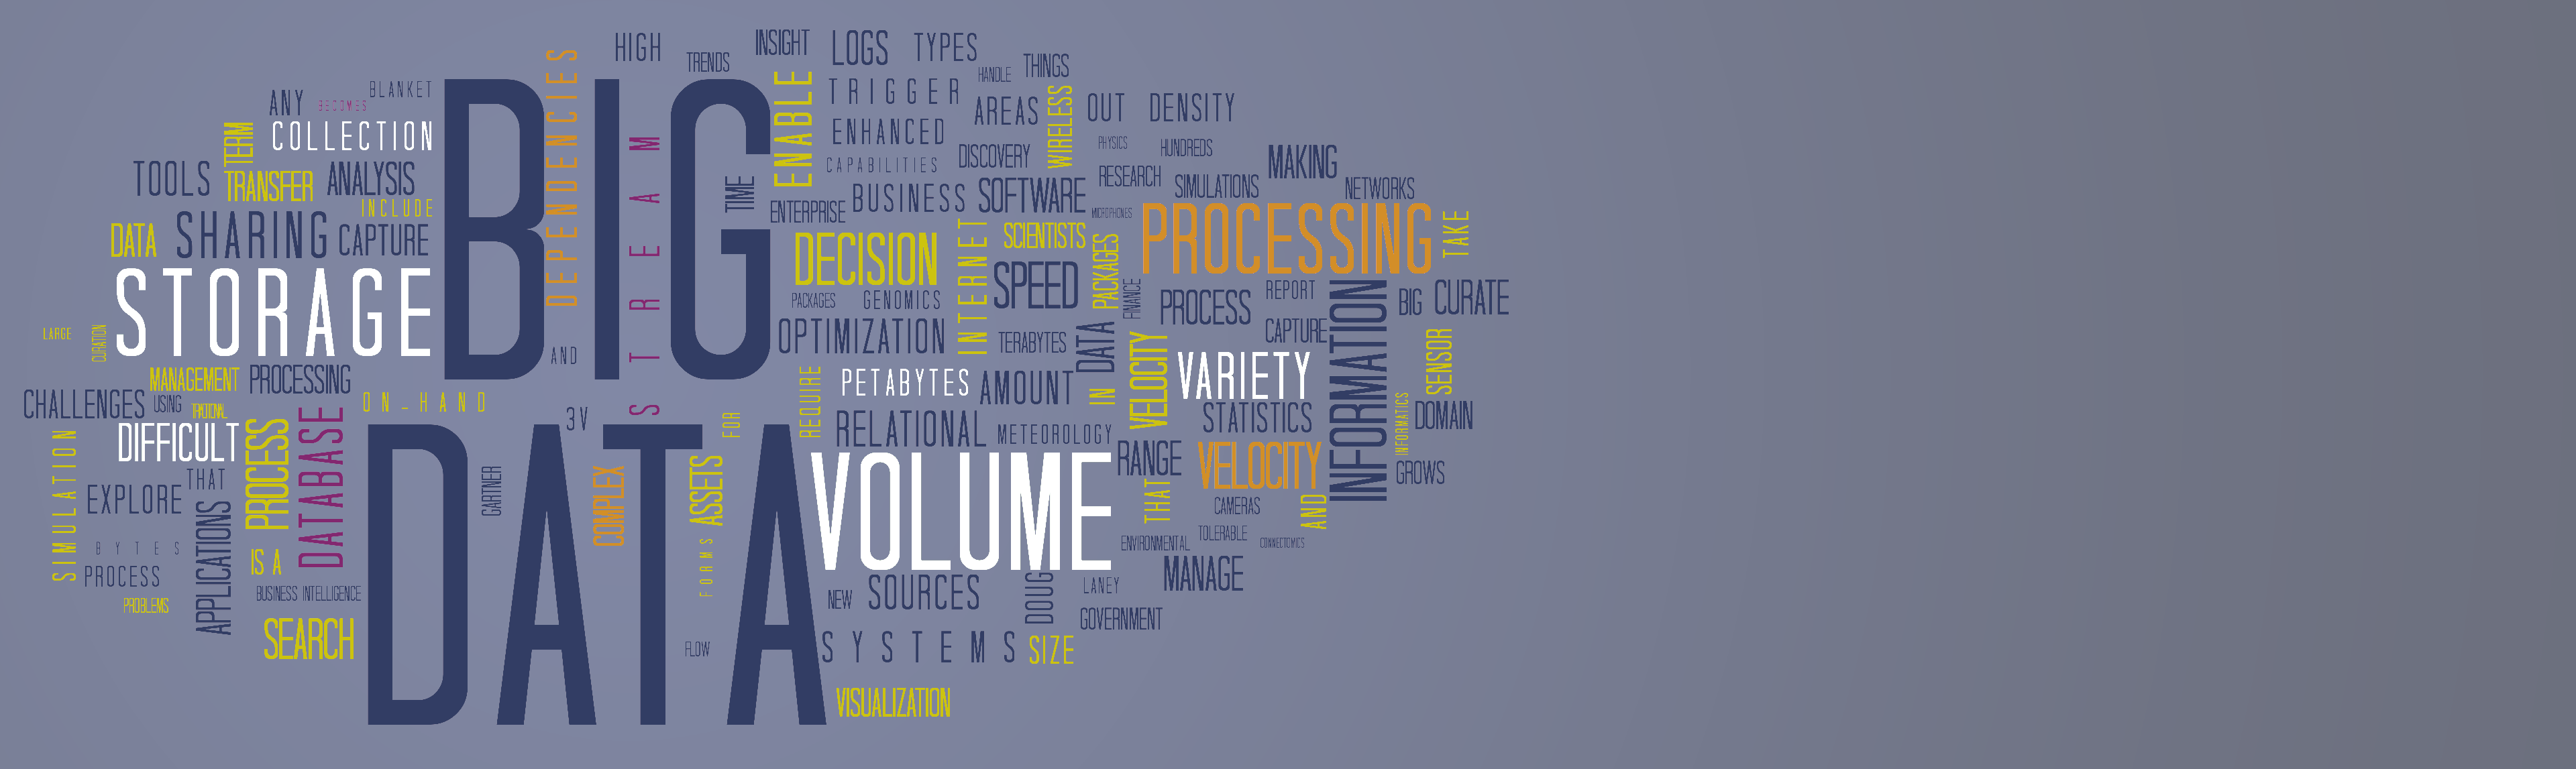 BIG
DATA
STORAGE
VOLUME
PROCESSING
INFORMATION
VARIETY
VELOCITY
DECISION
HIGH
TRENDS
INSIGHT
LOGS
TYPES
HANDLE
THINGS
ANY
BECOMES
BLANKET
COLLECTION
TERM
TOOLS
TRANSFER
ANALYSIS
INCLUDE
DATA
SHARING
CAPTURE
LARGE
CURATION
DEPENDENCIES
STREAM
TIME
ENABLE
TRIGGER
ENHANCED
CAPABILITIES
AREAS
WIRELESS
OUT
DENSITY
DISCOVERY
PHYSICS
HUNDREDS
MAKING
ENTERPRISE
BUSINESS
SOFTWARE
RESEARCH
SIMULATIONS
NETWORKS
MICROPHONES
INTERNET
SCIENTISTS
PACKAGES
TAKE
PACKAGES
GENOMICS
SPEED
FINANCE
PROCESS
REPORT
BIG
CURATE
OPTIMIZATION
TERABYTES
DATA
CAPTURE
SENSOR
AND
MANAGEMENT
PROCESSING
CHALLENGES
USING
ON_HAND
3V
FOR
REQUIRE
PETABYTES
AMOUNT
IN
VELOCITY
STATISTICS
INFORMATICS
DOMAIN
DIFFICULT
PROCESS
DATABASE
RELATIONAL
METEOROLOGY
RANGE
GROWS
SIMULATION
EXPLORE
THAT
APPLICATIONS
GARTNER
COMPLEX
ASSETS
FORMS
THAT
CAMERAS
AND
BYTES
PROCESS
IS A
PROBLEMS
BUSINESS INTELLIGENCE
ENVIRONMENTAL
TOLERABLE
CONNECTOMICS
NEW
SOURCES
DOUG
LANEY
MANAGE
GOVERNMENT
SEARCH
FLOW
SYSTEMS
SIZE
VISUALIZATION